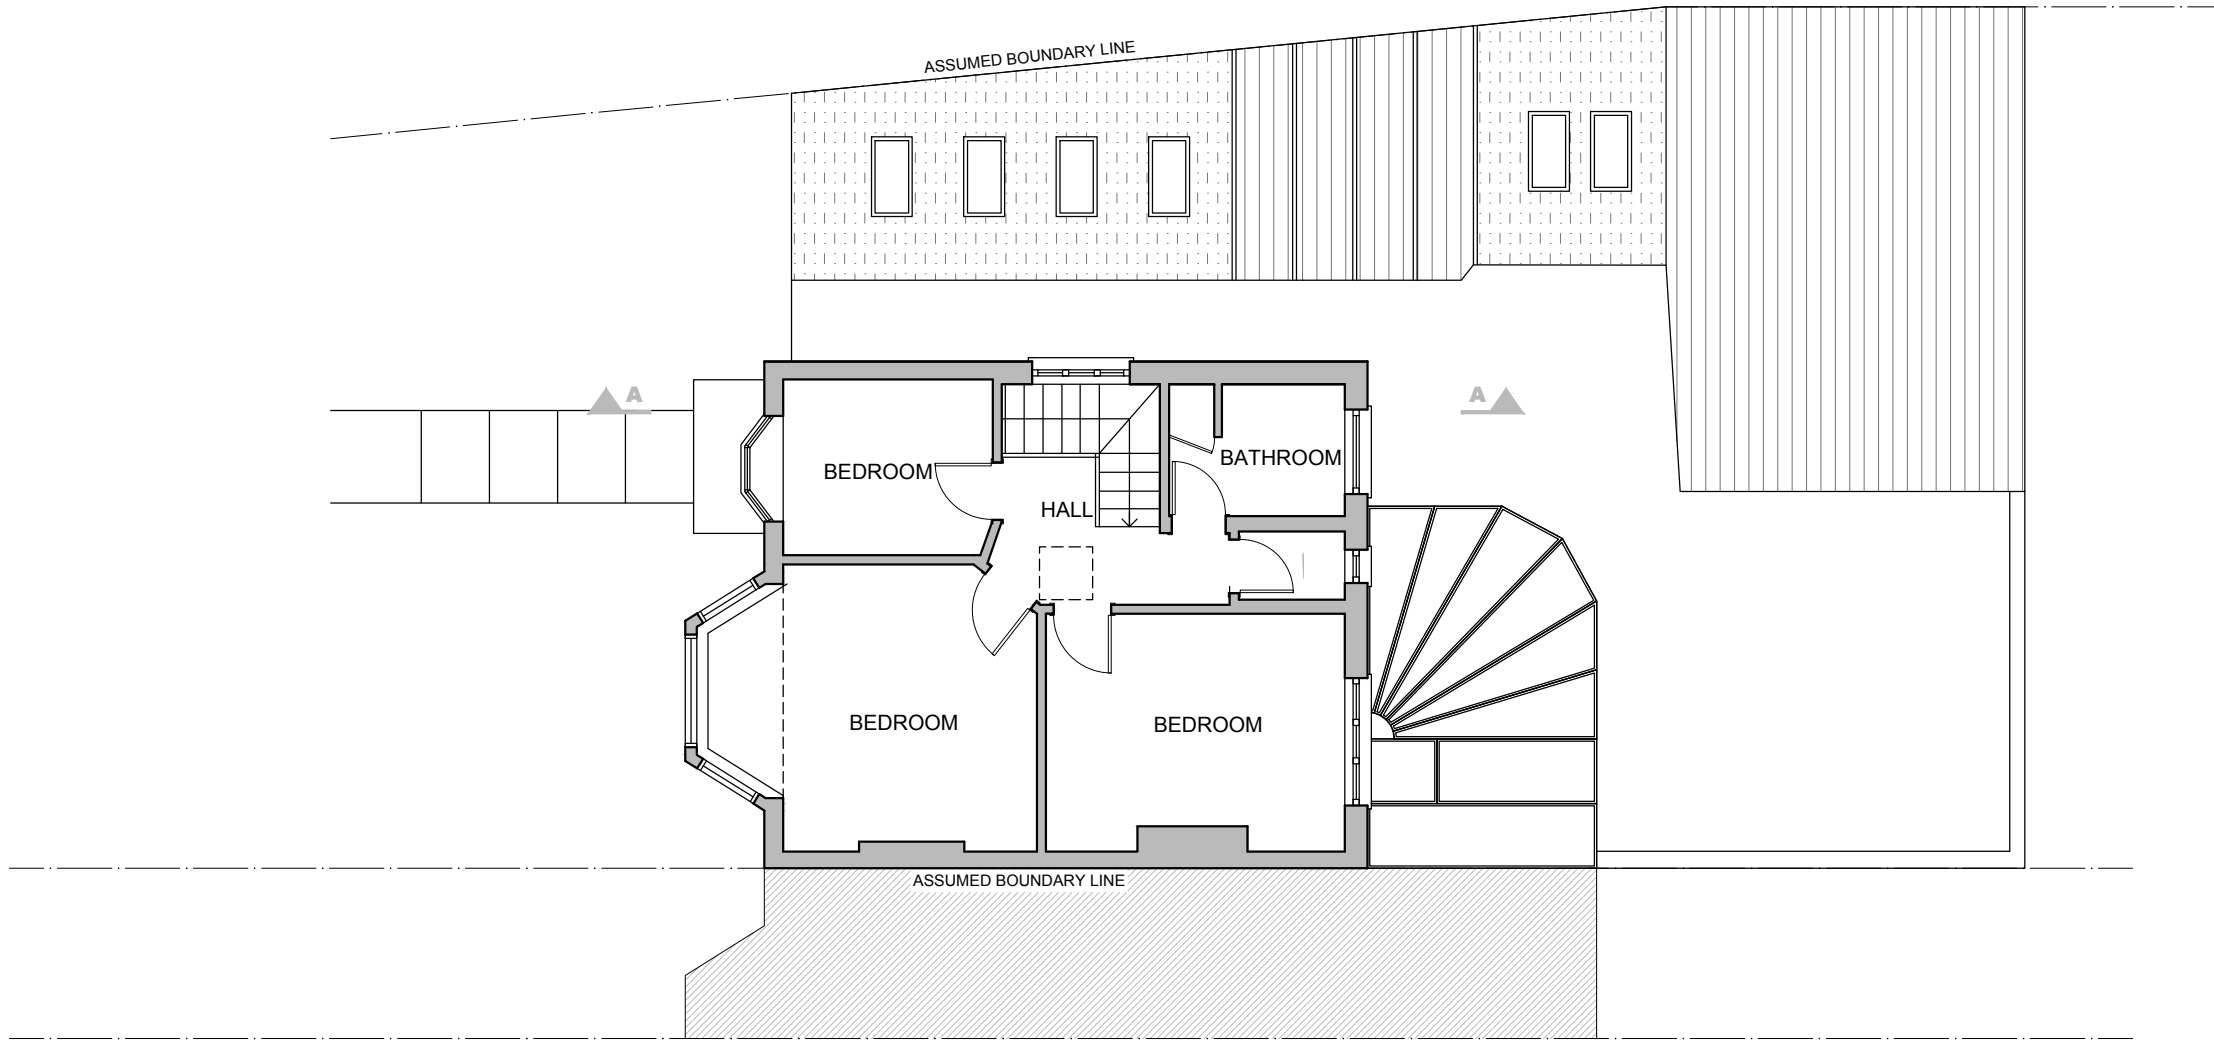 ASSUMED BOUNDARY LINE
A
A
BEDROOM
BATHROOM
HALL
BEDROOM
BEDROOM
ASSUMED BOUNDARY LINE